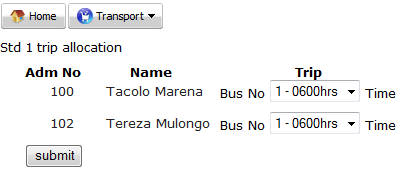 Home Transport
Std 1 trip allocation
Adm No Name Trip
100 Tacolo Marena Bus No 1 - 0600hrs Time
102 Tereza Mulongo Bus No 1 - 0600hrs Time
submit